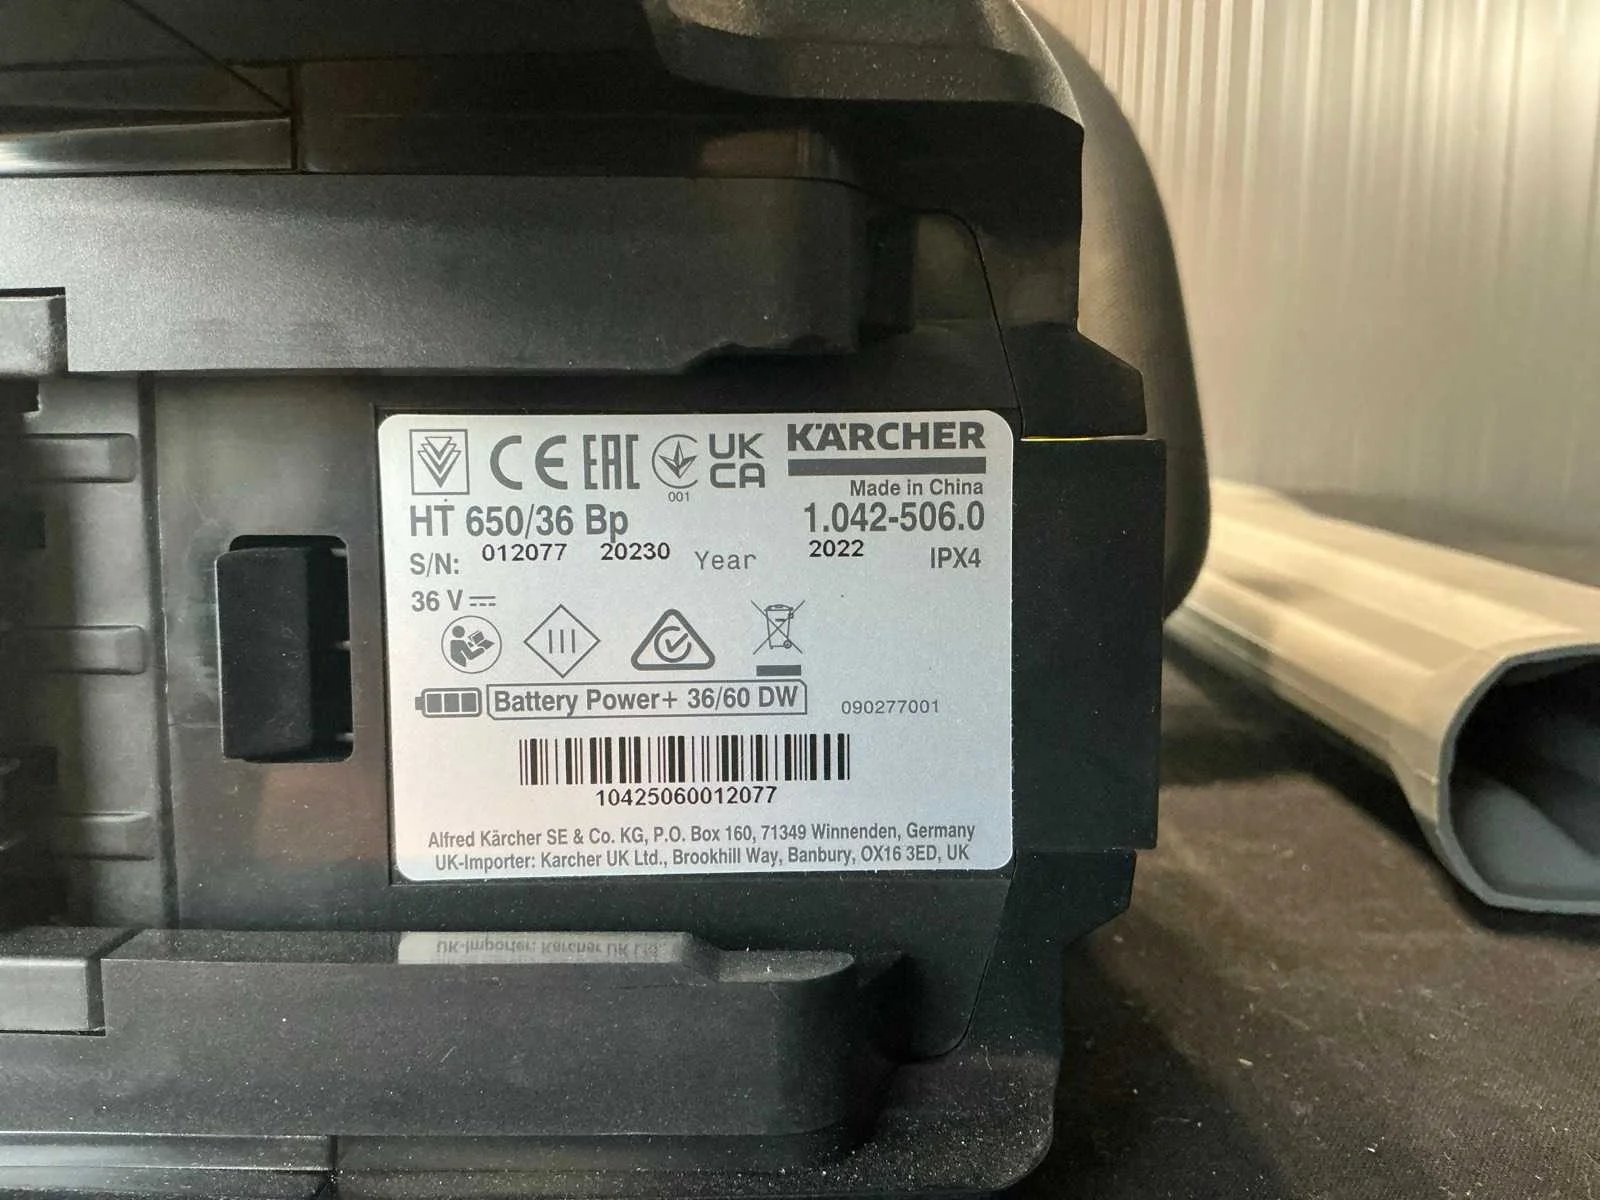 CE EAC 001 UK CA KÄRCHER
Made in China
HT 650/36 Bp 1.042-506.0
S/N: 012077 20230 Year 2022 IPX4
36 V
Battery Power+ 36/60 DW 090277001
10425060012077
Alfred Kärcher SE & Co. KG, P.O. Box 160, 71349 Winnenden, Germany
UK-Importer: Karcher UK Ltd., Brookhill Way, Banbury, OX16 3ED, UK